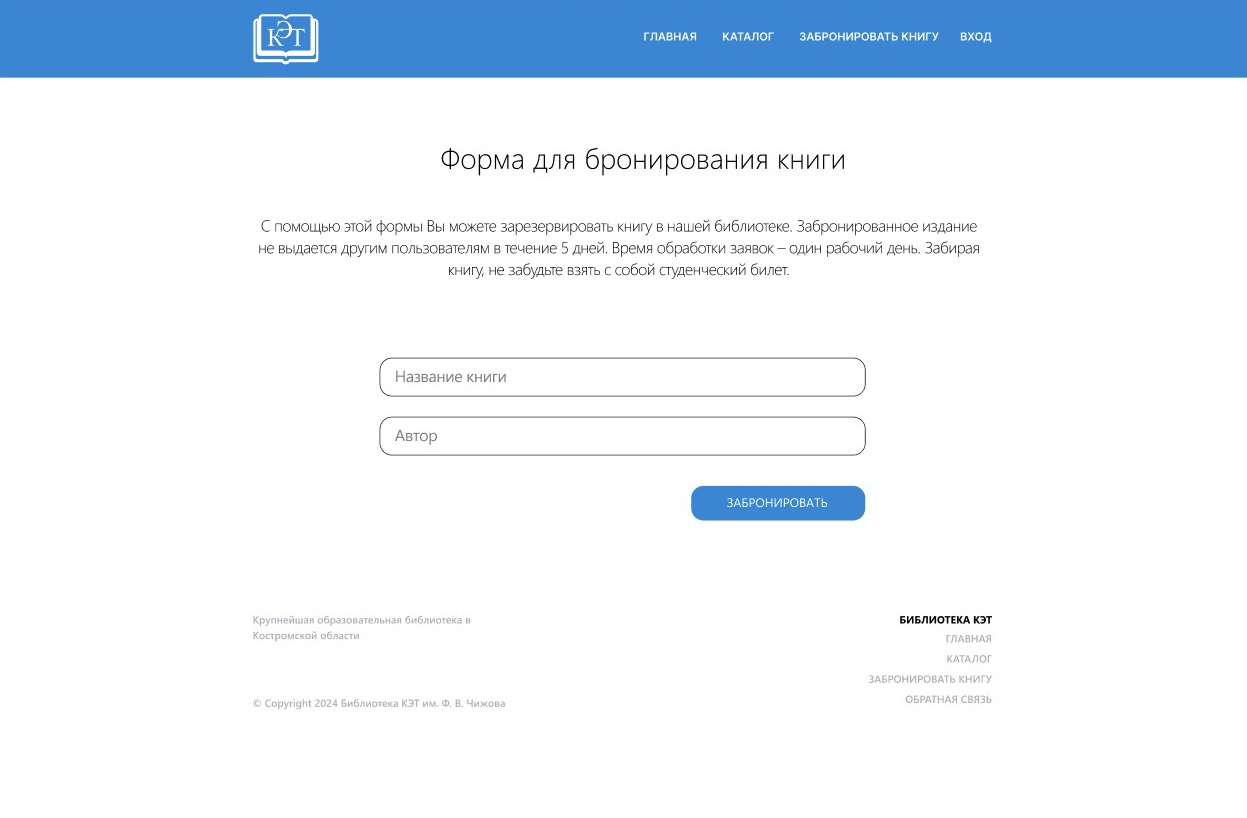 КЭТ
ГЛАВНАЯ КАТАЛОГ ЗАБРОНИРОВАТЬ КНИГУ ВХОД
Форма для бронирования книги
С помощью этой формы Вы можете зарезервировать книгу в нашей библиотеке. Забронированное издание
не выдается другим пользователям в течение 5 дней. Время обработки заявок – один рабочий день. Забирая
книгу, не забудьте взять с собой студенческий билет.
Название книги
Автор
ЗАБРОНИРОВАТЬ
Крупнейшая образовательная библиотека в
Костромской области
© Copyright 2024 Библиотека КЭТ им. Ф. В. Чижова
БИБЛИОТЕКА КЭТ
ГЛАВНАЯ
КАТАЛОГ
ЗАБРОНИРОВАТЬ КНИГУ
ОБРАТНАЯ СВЯЗЬ